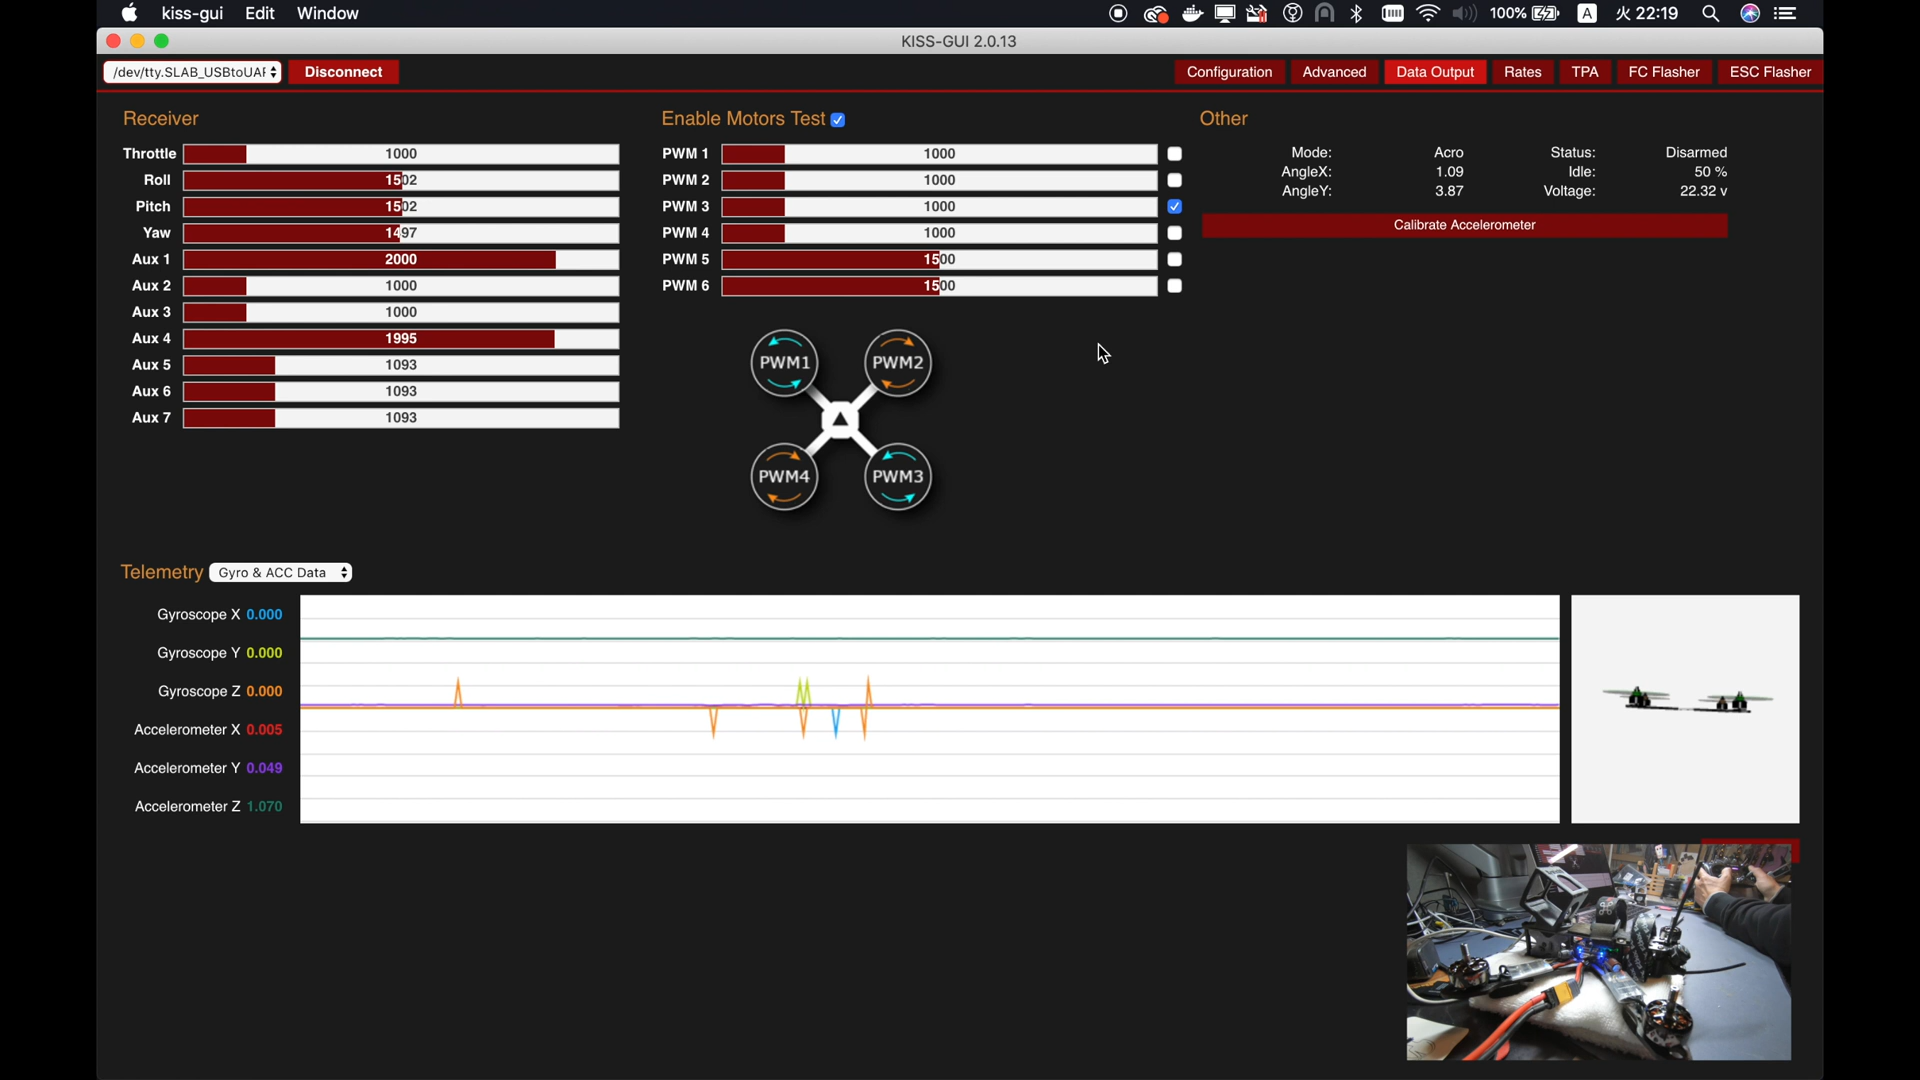 kiss-gui Edit Window 100% A 火 22:19
KISS-GUI 2.0.13
/dev/tty.SLAB_USBtoUAF Disconnect Configuration Advanced Data Output Rates TPA FC Flasher ESC Flasher
Receiver
Throttle 1000
Roll 1502
Pitch 1502
Yaw 1497
Aux 1 2000
Aux 2 1000
Aux 3 1000
Aux 4 1995
Aux 5 1093
Aux 6 1093
Aux 7 1093
Enable Motors Test
PWM 1 1000
PWM 2 1000
PWM 3 1000
PWM 4 1000
PWM 5 1500
PWM 6 1500
PWM1 PWM2
PWM4 PWM3
Other
Mode: Acro Status: Disarmed
AngleX: 1.09 Idle: 50 %
AngleY: 3.87 Voltage: 22.32 v
Calibrate Accelerometer
Telemetry Gyro & ACC Data
Gyroscope X 0.000
Gyroscope Y 0.000
Gyroscope Z 0.000
Accelerometer X 0.005
Accelerometer Y 0.049
Accelerometer Z 1.070